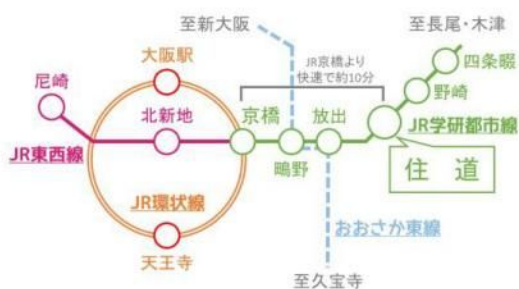 至新大阪
至長尾・木津
大阪駅
JR京橋より
快速で約10分
四条畷
尼崎
野崎
北新地
京橋
放出
JR学研都市線
JR東西線
鴫野
住道
JR環状線
おおさか東線
天王寺
至久宝寺